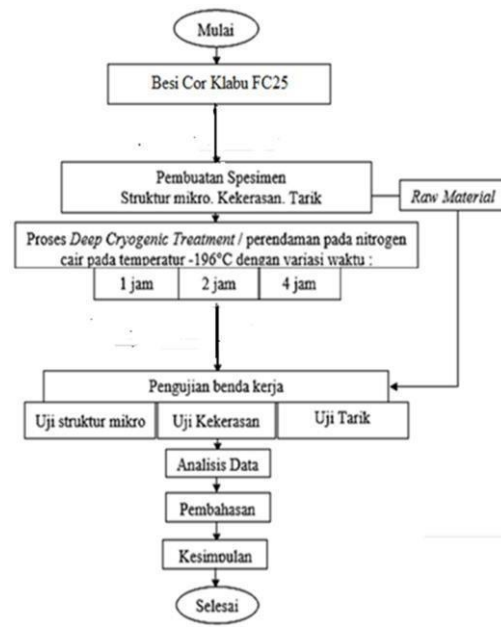 Mulai
Besi Cor Klabu FC25
Pembuatan Spesimen
Struktur mikro. Kekerasan. Tarik
Raw Material
Proses Deep Cryogenic Treatment / perendaman pada nitrogen
cair pada temperatur -196°C dengan variasi waktu :
1 jam 2 jam 4 jam
Pengujian benda kerja
Uji struktur mikro Uji Kekerasan Uji Tarik
Analisis Data
Pembahasan
Kesimpulan
Selesai